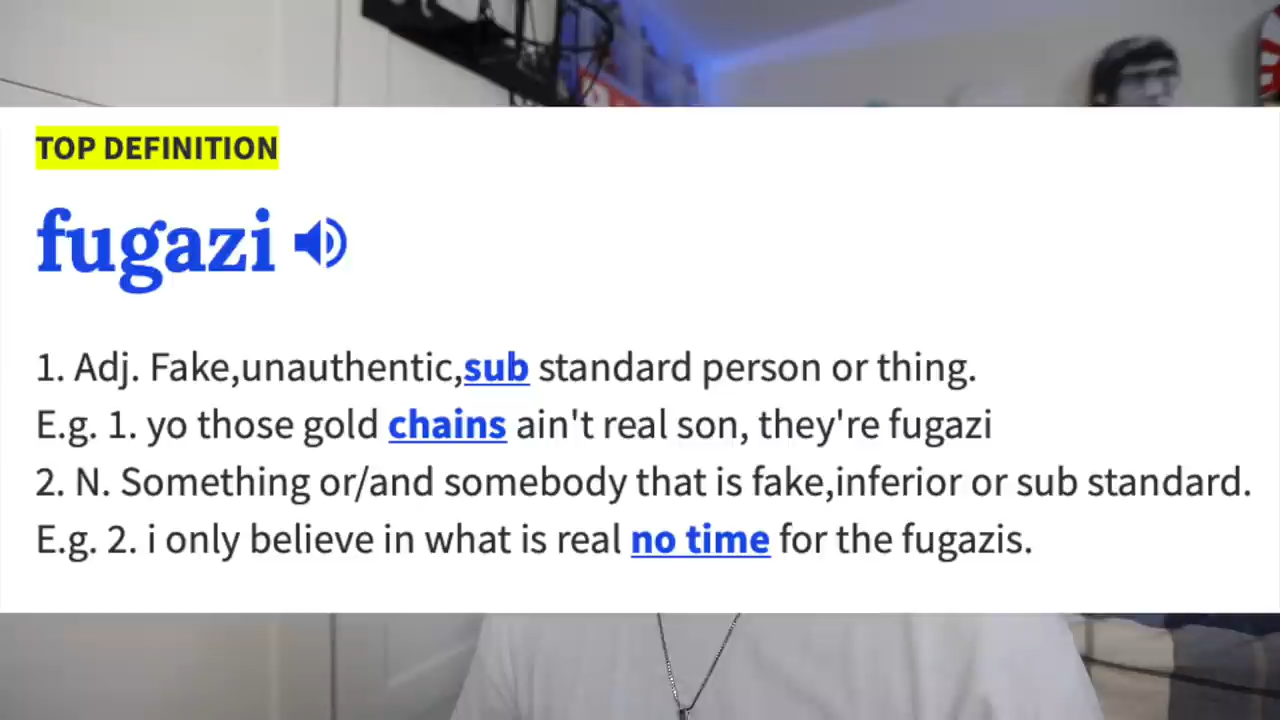 TOP DEFINITION
fugazi
1. Adj. Fake,unauthentic,sub standard person or thing.
E.g. 1. yo those gold chains ain't real son, they're fugazi
2. N. Something or/and somebody that is fake,inferior or sub standard.
E.g. 2. i only believe in what is real no time for the fugazis.